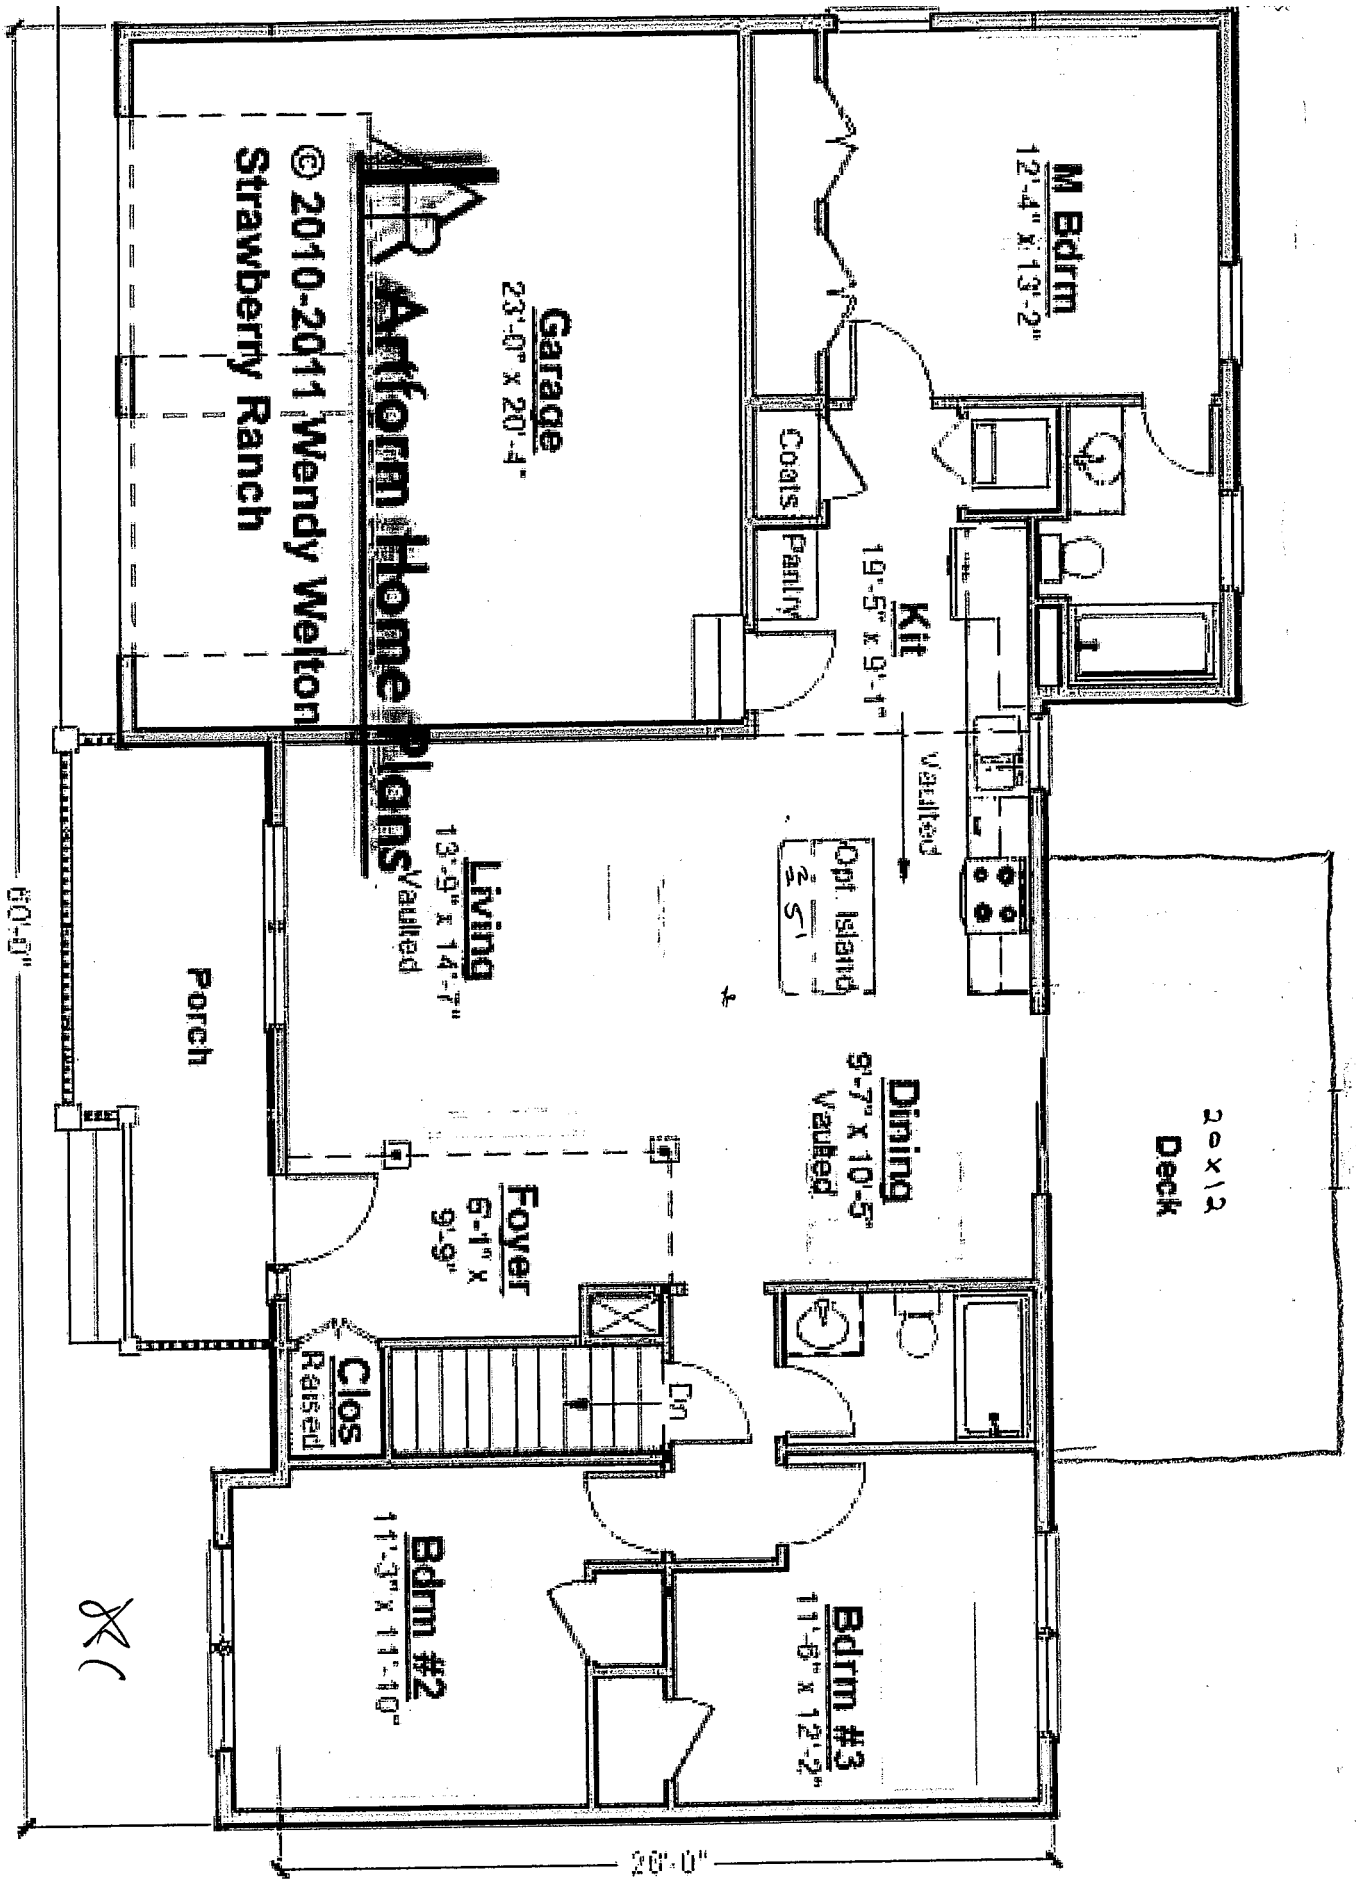 M Bdrm
12'-4" x 13'-2"
Garage
23'-0" x 20'-4"
Artform Home Plans
© 2010-2011 Wendy Welton
Strawberry Ranch
Coats
Pantry
Kit
19'-5" x 9'-1"
Vaulted
Opt. Island
Living
13'-9" x 14'-7"
Vaulted
Porch
20x12
Deck
Dining
9'-7" x 10'-5"
Vaulted
Foyer
6'-1" x
9'-9"
Clos
Raised
Dn
Bdrm #2
11'-3" x 11'-10"
Bdrm #3
11'-6" x 12'-2"
60'-0"
26'-0"